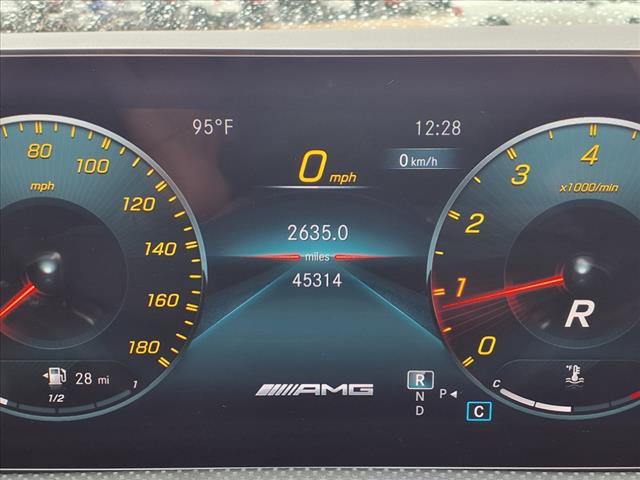 95°F
12:28
0 mph
0 km/h
80
100
120
140
160
180
mph
2635.0
miles
45314
4
3
2
1
0
x1000/min
R
28 mi
1/2
1
AMG
R
N
D
P
C
C
°F